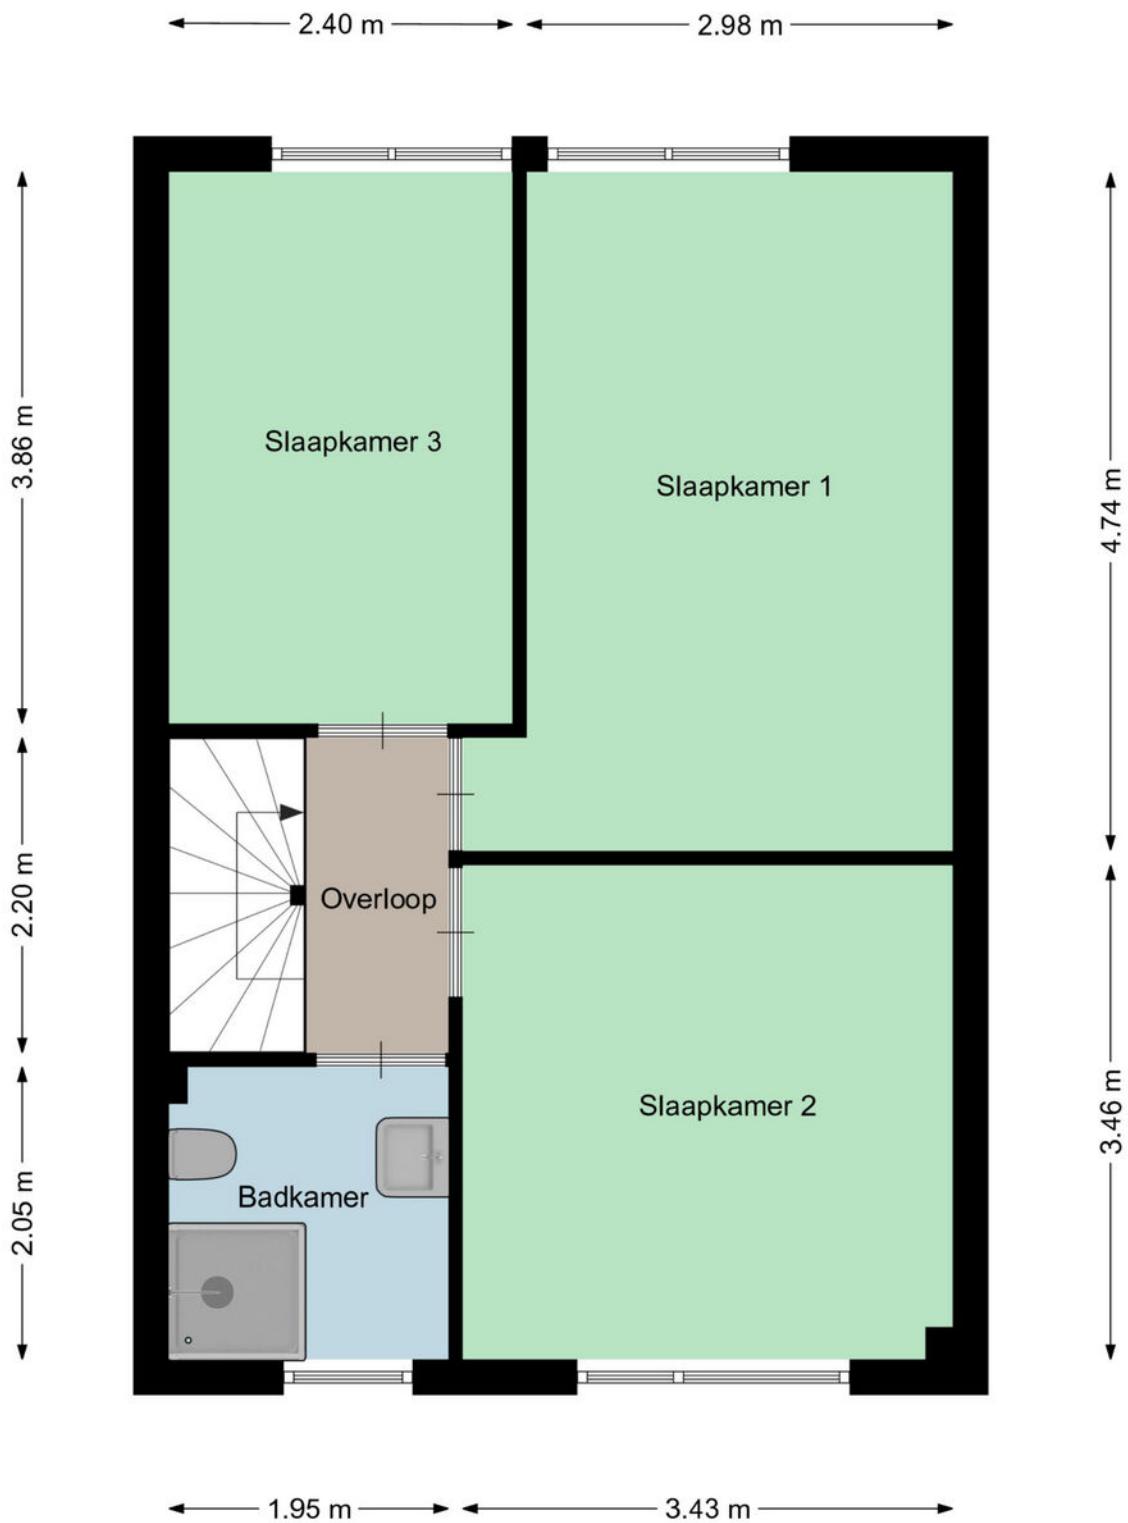 2.40 m
2.98 m
3.86 m
Slaapkamer 3
Slaapkamer 1
4.74 m
2.20 m
Overloop
Slaapkamer 2
3.46 m
Badkamer
2.05 m
1.95 m
3.43 m